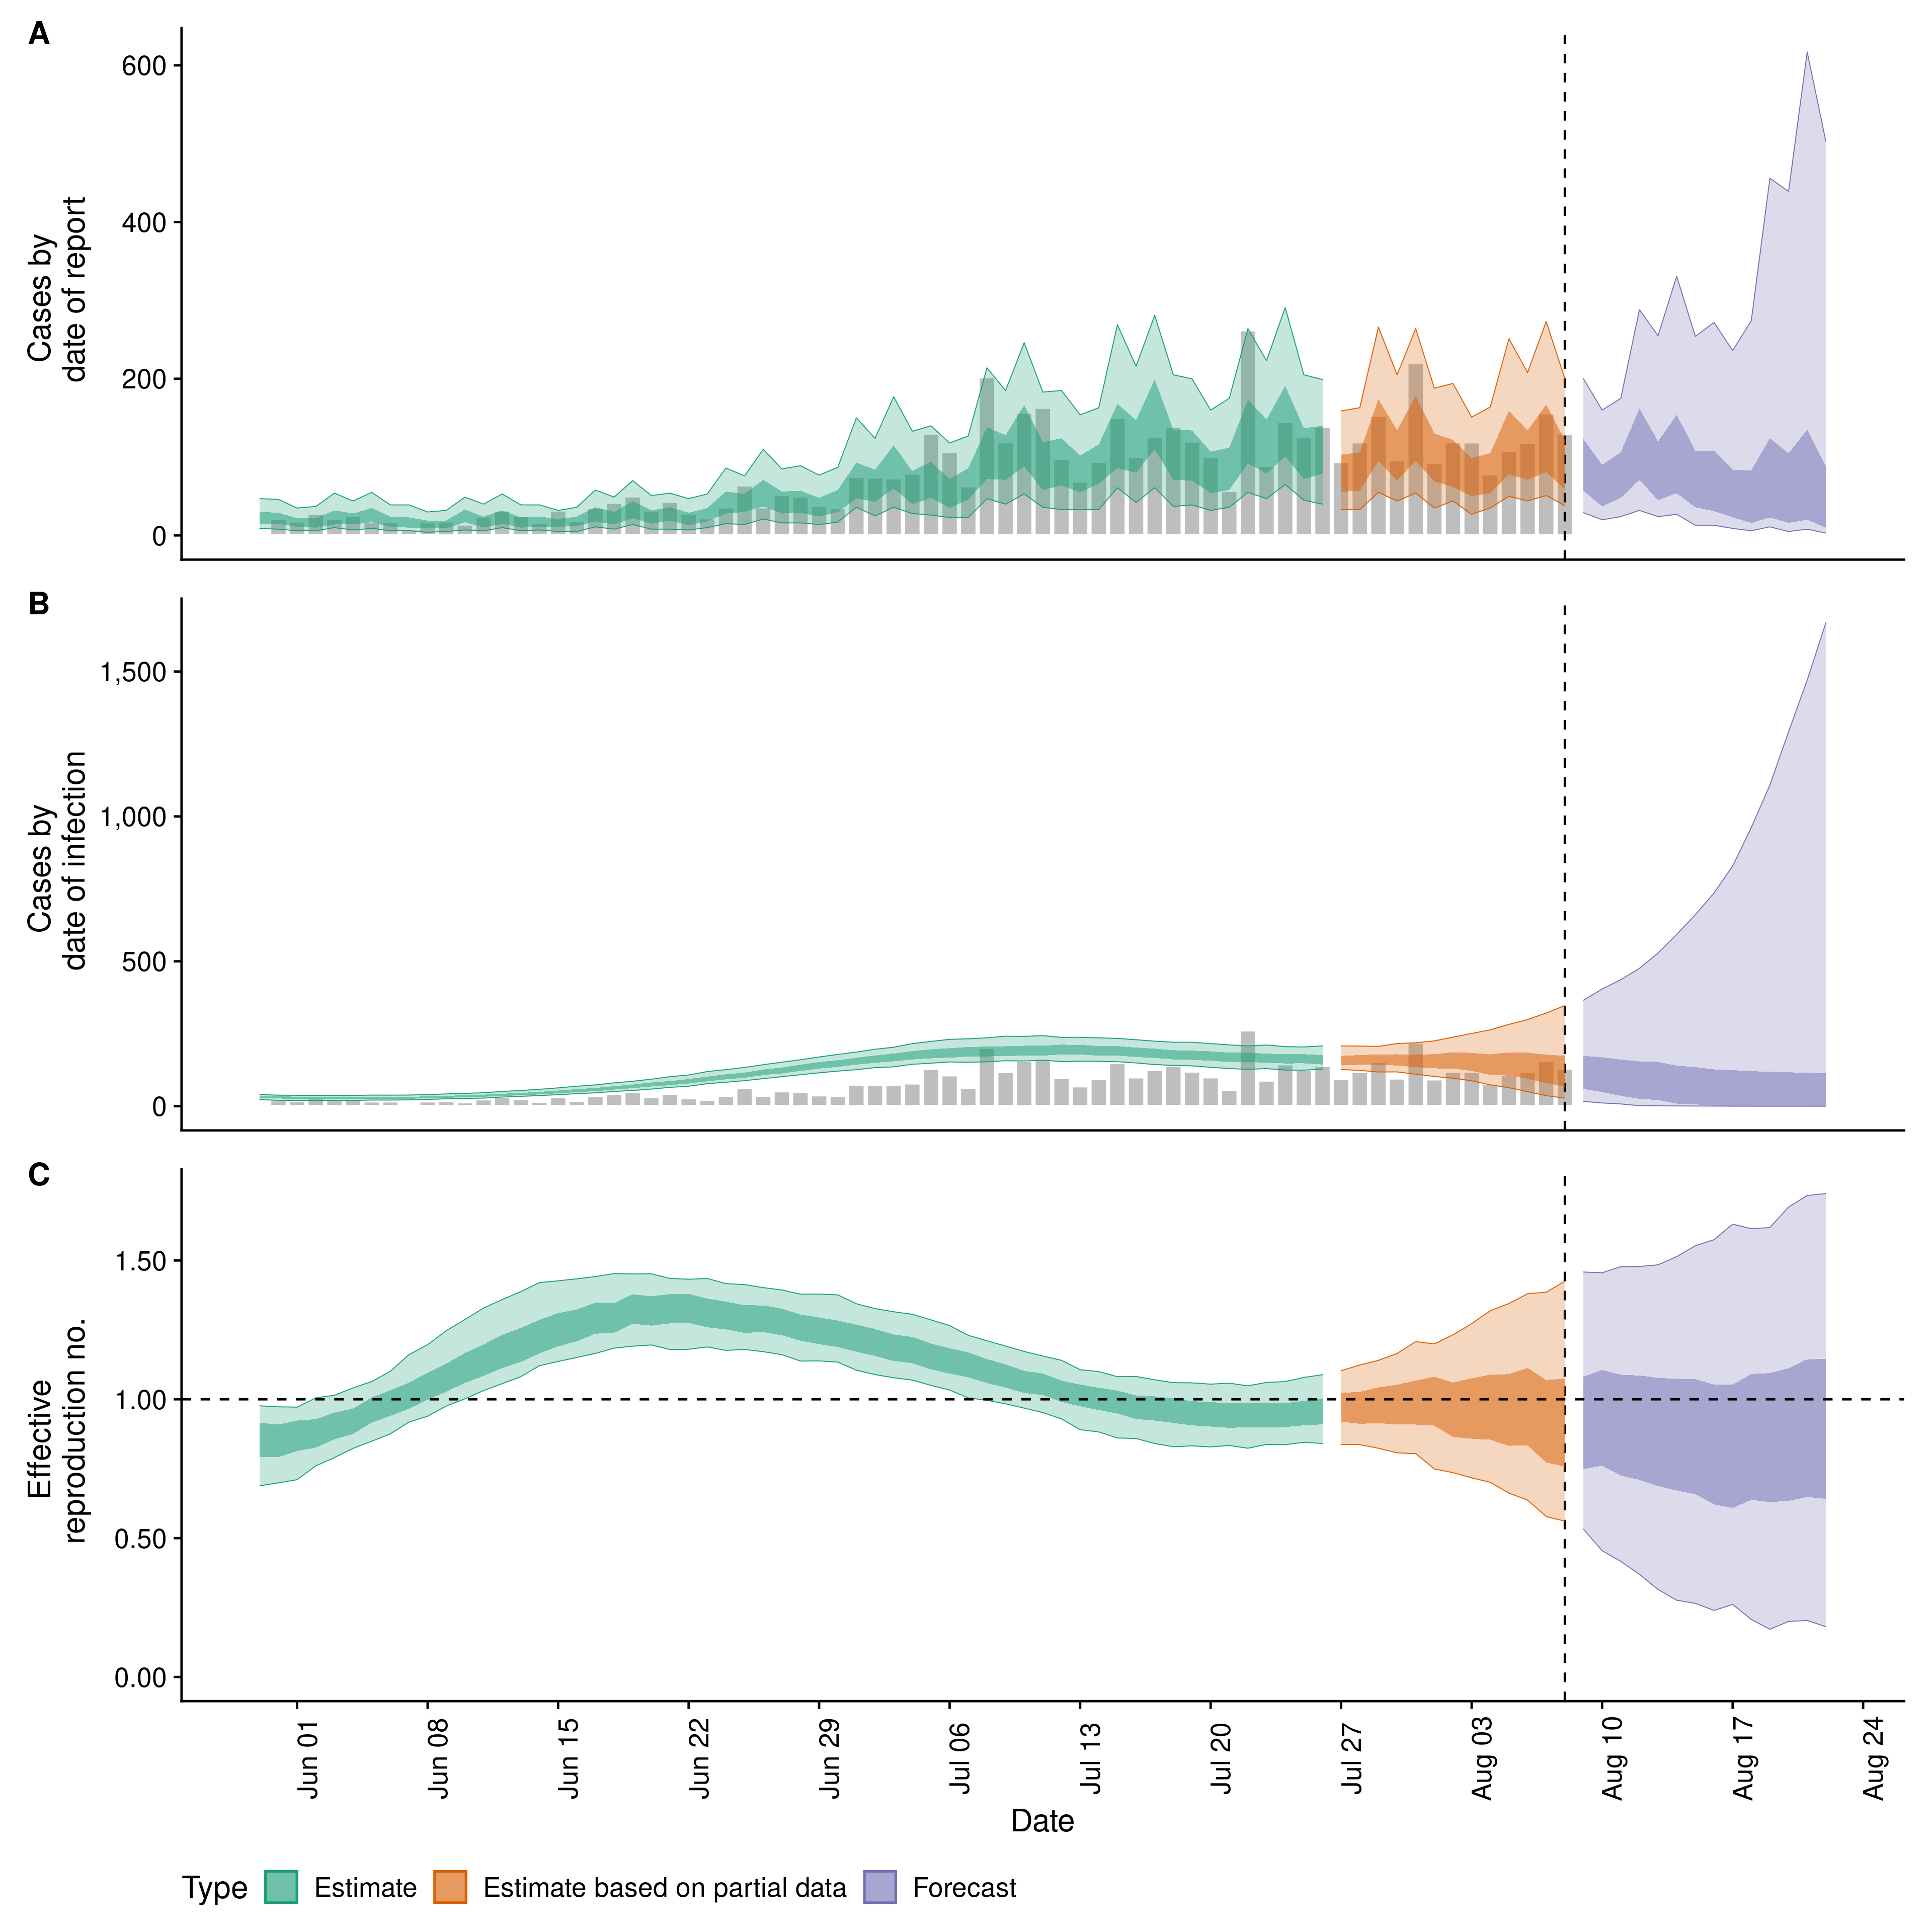 A
600
400
200
0
Cases by
date of report
B
1,500
1,000
500
0
Cases by
date of infection
C
1.50
1.00
0.50
0.00
Effective
reproduction no.
Jun 01
Jun 08
Jun 15
Jun 22
Jun 29
Jul 06
Jul 13
Jul 20
Jul 27
Aug 03
Aug 10
Aug 17
Aug 24
Date
Type Estimate Estimate based on partial data Forecast